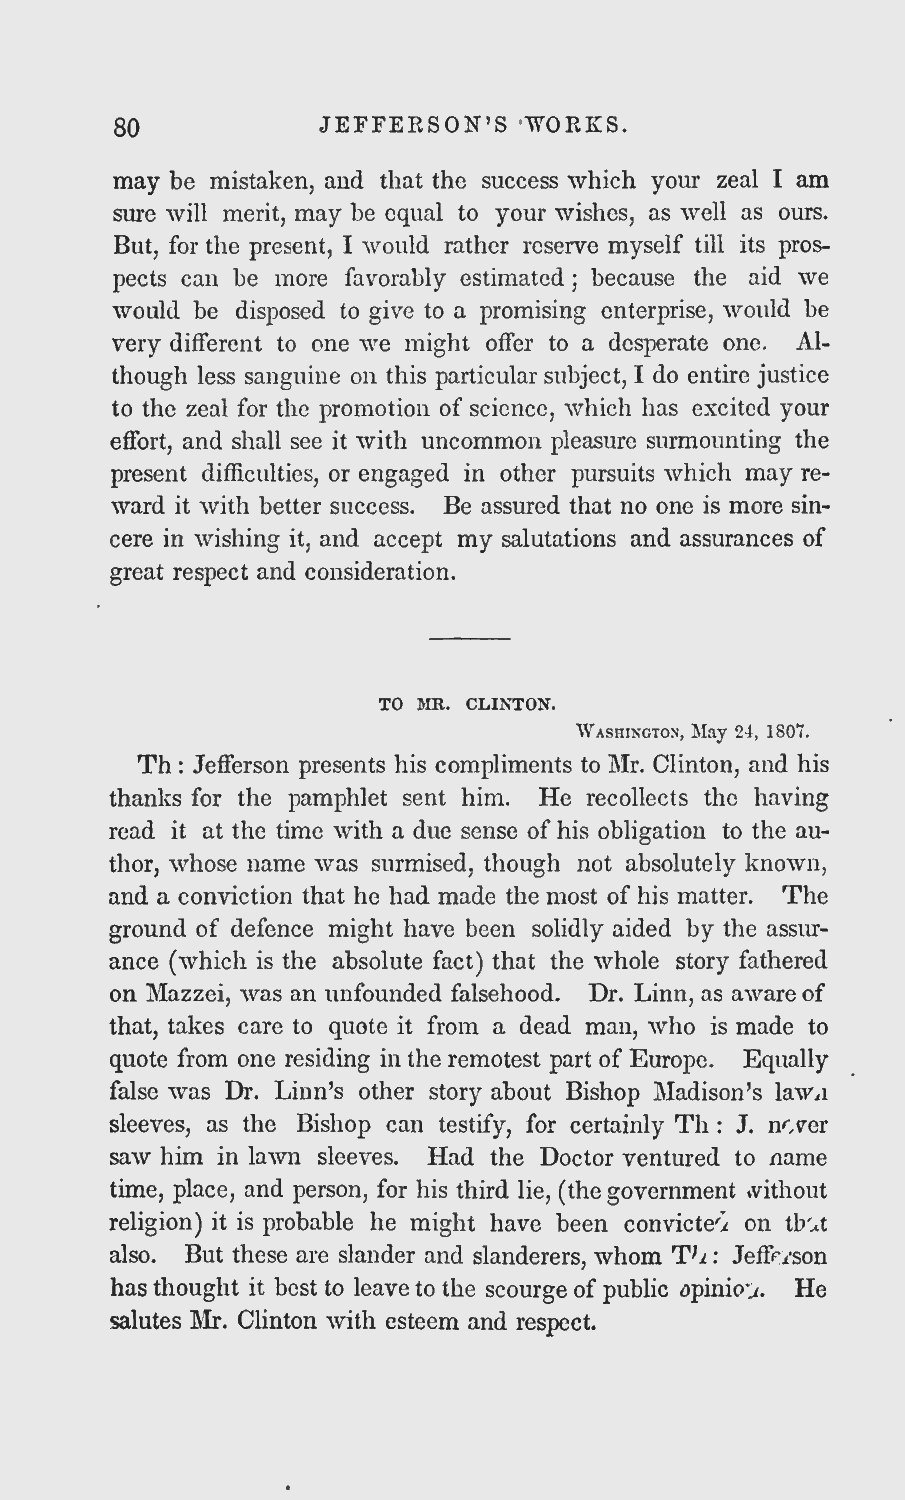 80 JEFFERSON'S WORKS.
may be mistaken, and that the success which your zeal I am
sure will merit, may be equal to your wishes, as well as ours.
But, for the present, I would rather reserve myself till its pros-
pects can be more favorably estimated; because the aid we
would be disposed to give to a promising enterprise, would be
very different to one we might offer to a desperate one. Al-
though less sanguine on this particular subject, I do entire justice
to the zeal for the promotion of science, which has excited your
effort, and shall see it with uncommon pleasure surmounting the
present difficulties, or engaged in other pursuits which may re-
ward it with better success. Be assured that no one is more sin-
cere in wishing it, and accept my salutations and assurances of
great respect and consideration.
TO MR. CLINTON.
WASHINGTON, May 24, 1807.
Th: Jefferson presents his compliments to Mr. Clinton, and his
thanks for the pamphlet sent him. He recollects the having
read it at the time with a due sense of his obligation to the au-
thor, whose name was surmised, though not absolutely known,
and a conviction that he had made the most of his matter. The
ground of defence might have been solidly aided by the assur-
ance (which is the absolute fact) that the whole story fathered
on Mazzei, was an unfounded falsehood. Dr. Linn, as aware of
that, takes care to quote it from a dead man, who is made to
quote from one residing in the remotest part of Europe. Equally
false was Dr. Linn's other story about Bishop Madison's lawn
sleeves, as the Bishop can testify, for certainly Th: J. never
saw him in lawn sleeves. Had the Doctor ventured to name
time, place, and person, for his third lie, (the government without
religion) it is probable he might have been convicted on that
also. But these are slander and slanderers, whom Th: Jefferson
has thought it best to leave to the scourge of public opinion. He
salutes Mr. Clinton with esteem and respect.